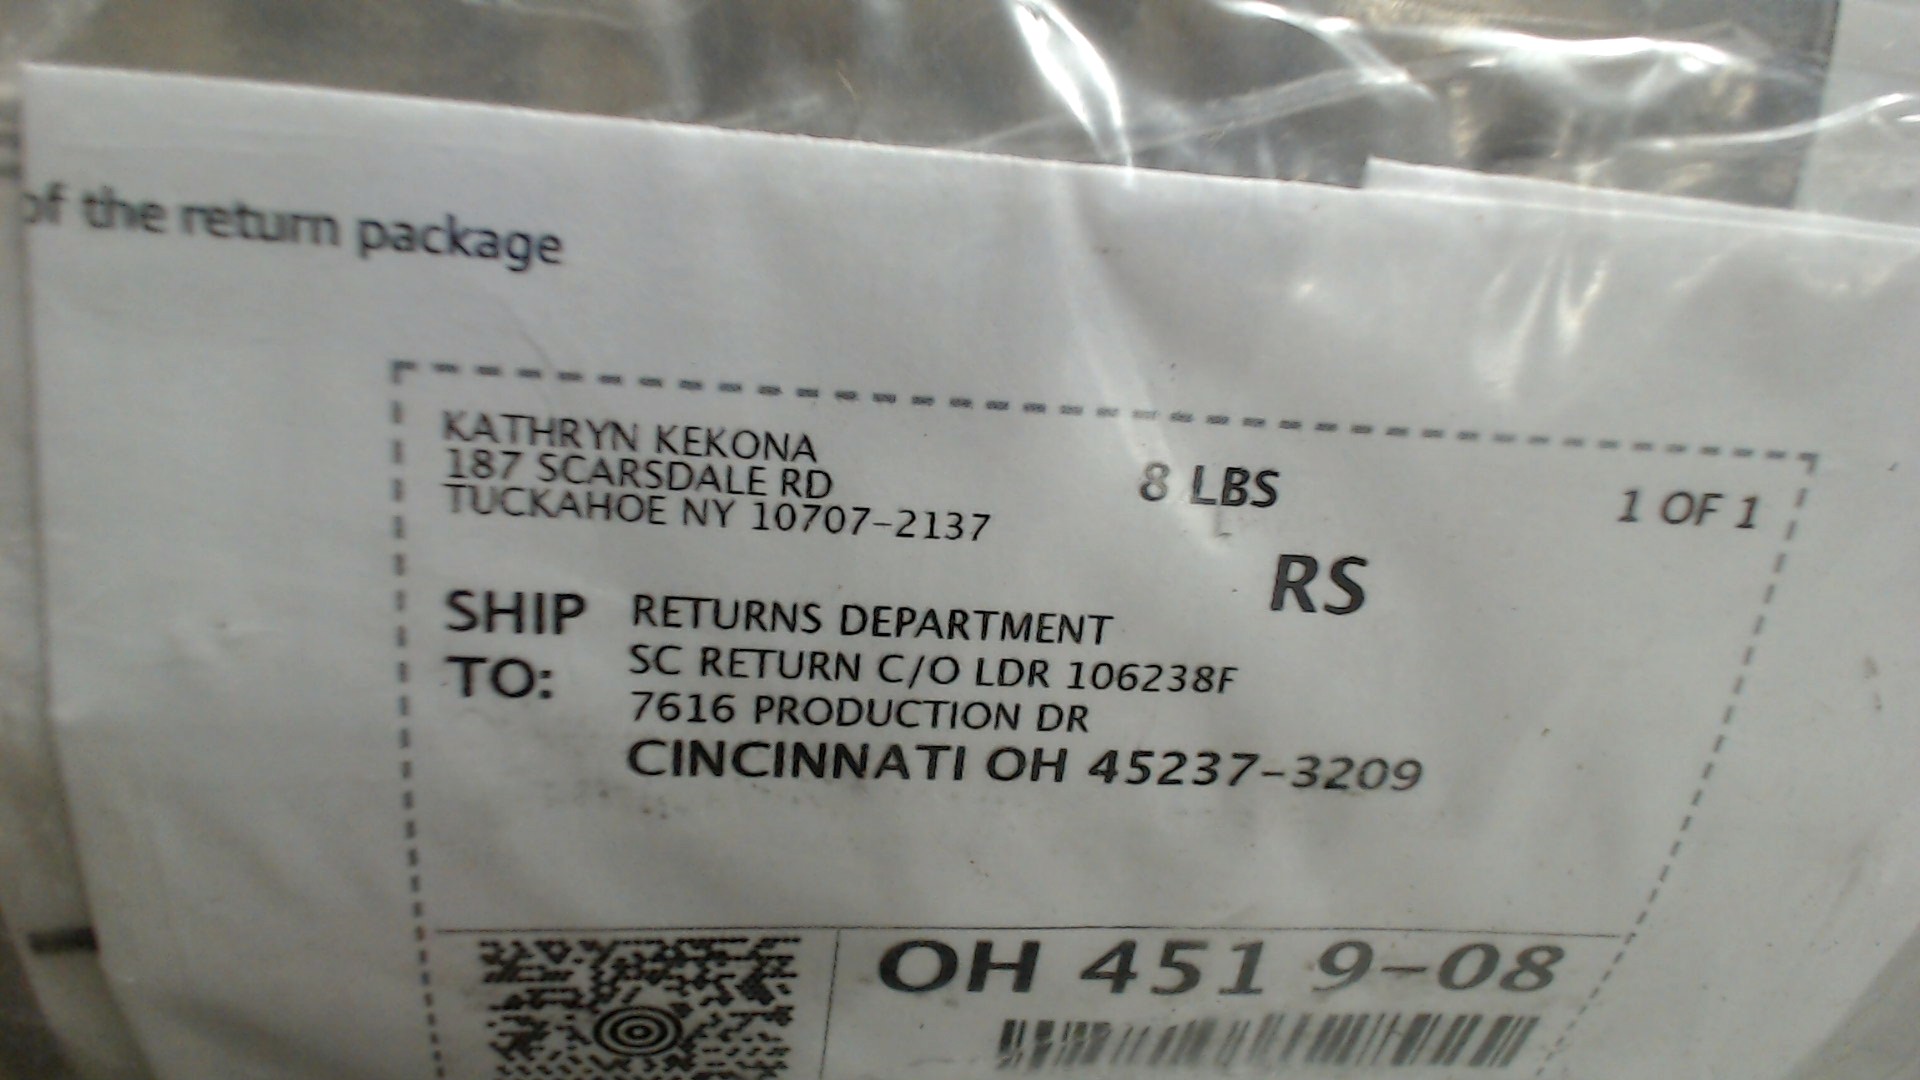 of the return package
KATHRYN KEKONA
187 SCARSDALE RD
TUCKAHOE NY 10707-2137
8 LBS
1 OF 1
RS
SHIP TO:
RETURNS DEPARTMENT
SC RETURN C/O LDR 106238F
7616 PRODUCTION DR
CINCINNATI OH 45237-3209
OH 451 9-08